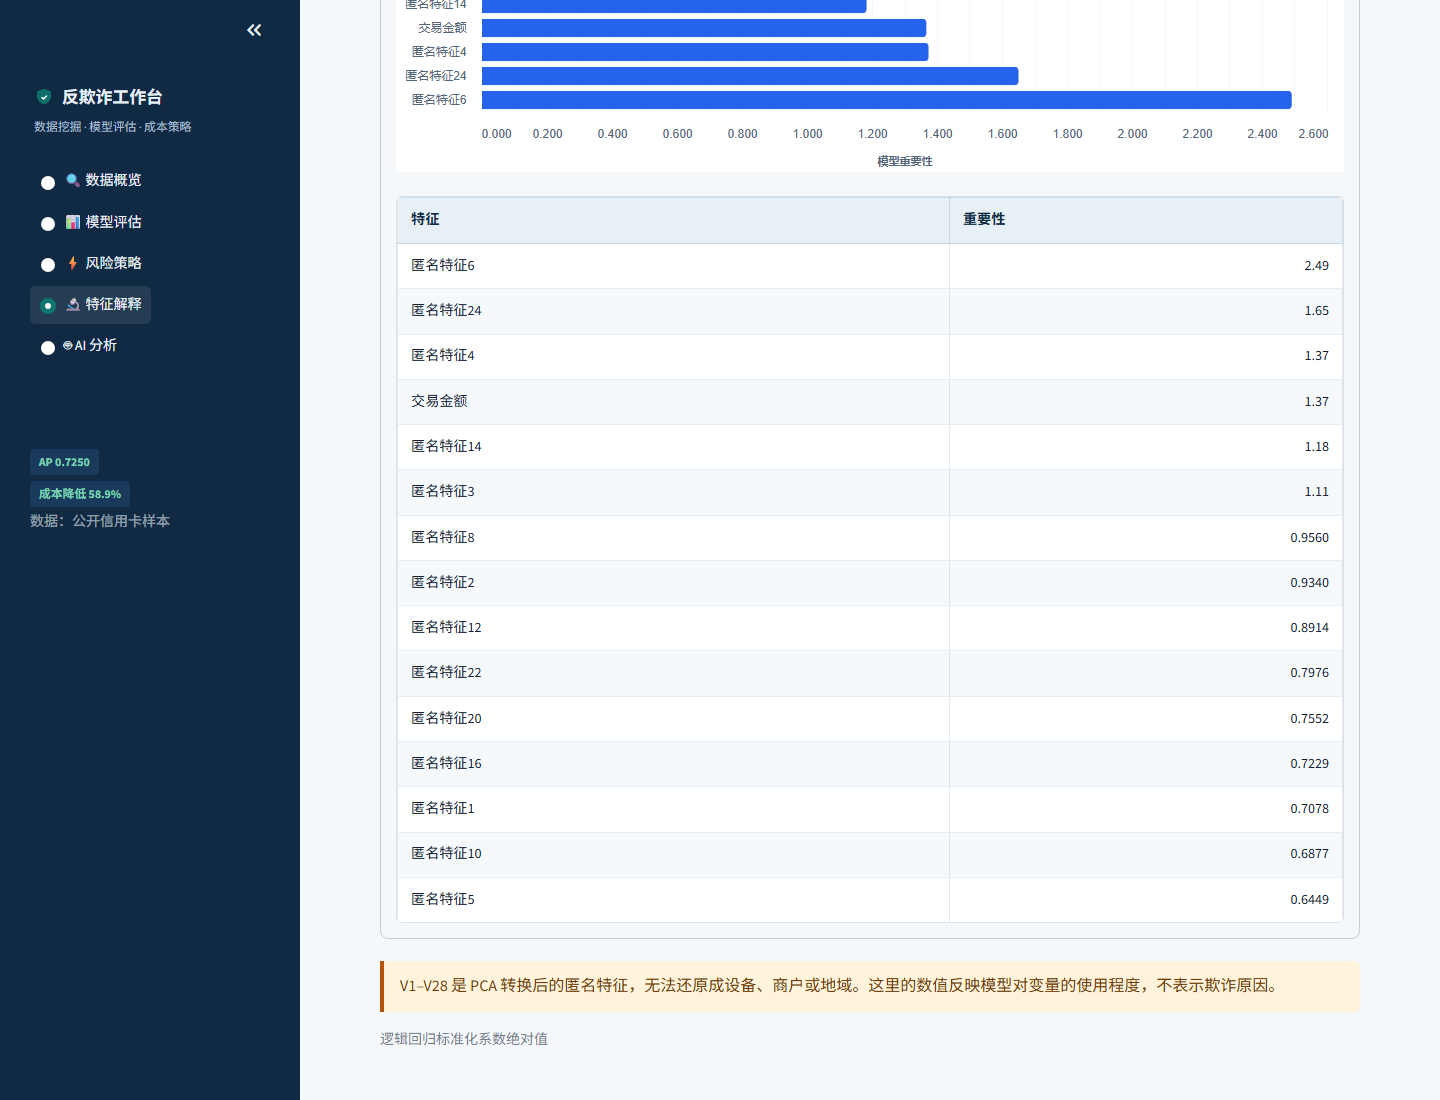 反欺诈工作台
数据挖掘 · 模型评估 · 成本策略
数据概览
模型评估
风险策略
特征解释
AI 分析
AP 0.7250
成本降低 58.9%
数据：公开信用卡样本
匿名特征14
交易金额
匿名特征4
匿名特征24
匿名特征6
0.000 0.200 0.400 0.600 0.800 1.000 1.200 1.400 1.600 1.800 2.000 2.200 2.400 2.600
模型重要性
特征 重要性
匿名特征6 2.49
匿名特征24 1.65
匿名特征4 1.37
交易金额 1.37
匿名特征14 1.18
匿名特征3 1.11
匿名特征8 0.9560
匿名特征2 0.9340
匿名特征12 0.8914
匿名特征22 0.7976
匿名特征20 0.7552
匿名特征16 0.7229
匿名特征1 0.7078
匿名特征10 0.6877
匿名特征5 0.6449
V1–V28 是 PCA 转换后的匿名特征，无法还原成设备、商户或地域。这里的数值反映模型对变量的使用程度，不表示欺诈原因。
逻辑回归标准化系数绝对值